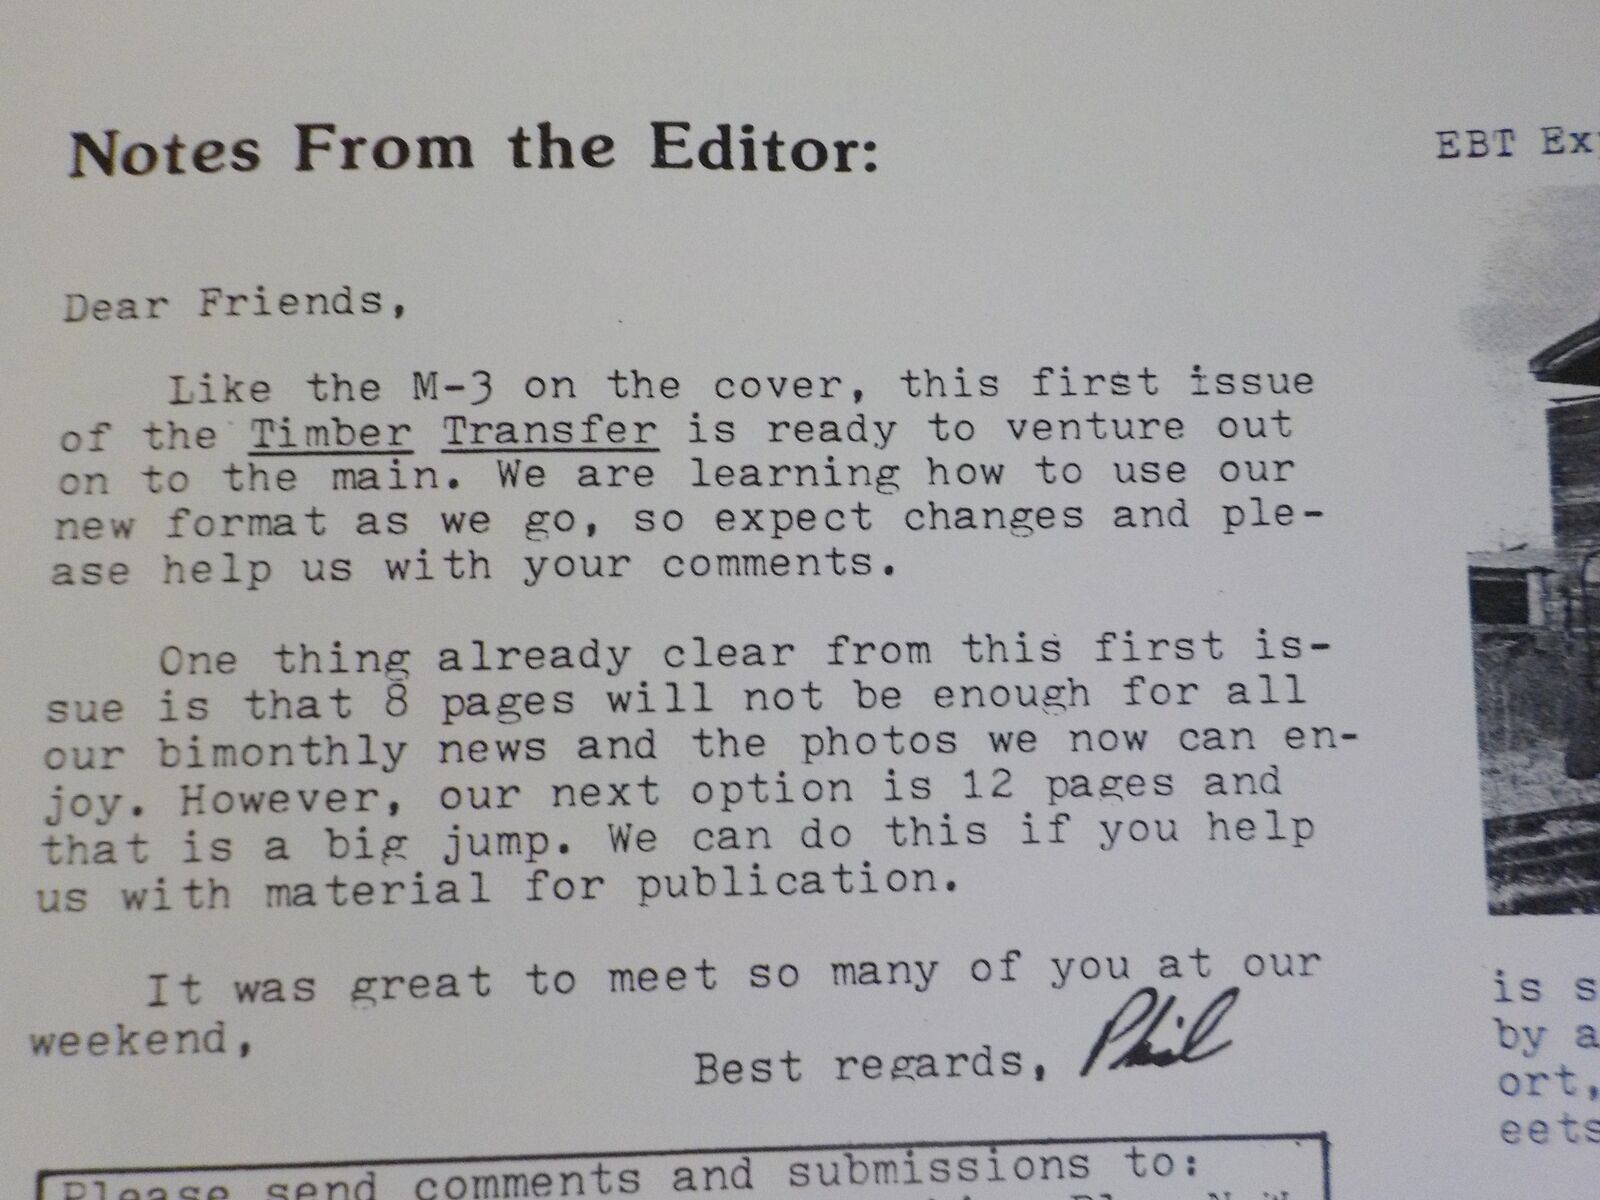 Notes From the Editor:
Dear Friends,
Like the M-3 on the cover, this first issue
of the Timber Transfer is ready to venture out
on to the main. We are learning how to use our
new format as we go, so expect changes and ple-
ase help us with your comments.
One thing already clear from this first is-
sue is that 8 pages will not be enough for all
our bimonthly news and the photos we now can en-
joy. However, our next option is 12 pages and
that is a big jump. We can do this if you help
us with material for publication.
It was great to meet so many of you at our
weekend,
Best regards, Phil
Please send comments and submissions to:
EBT
is
by a
ort,
eets